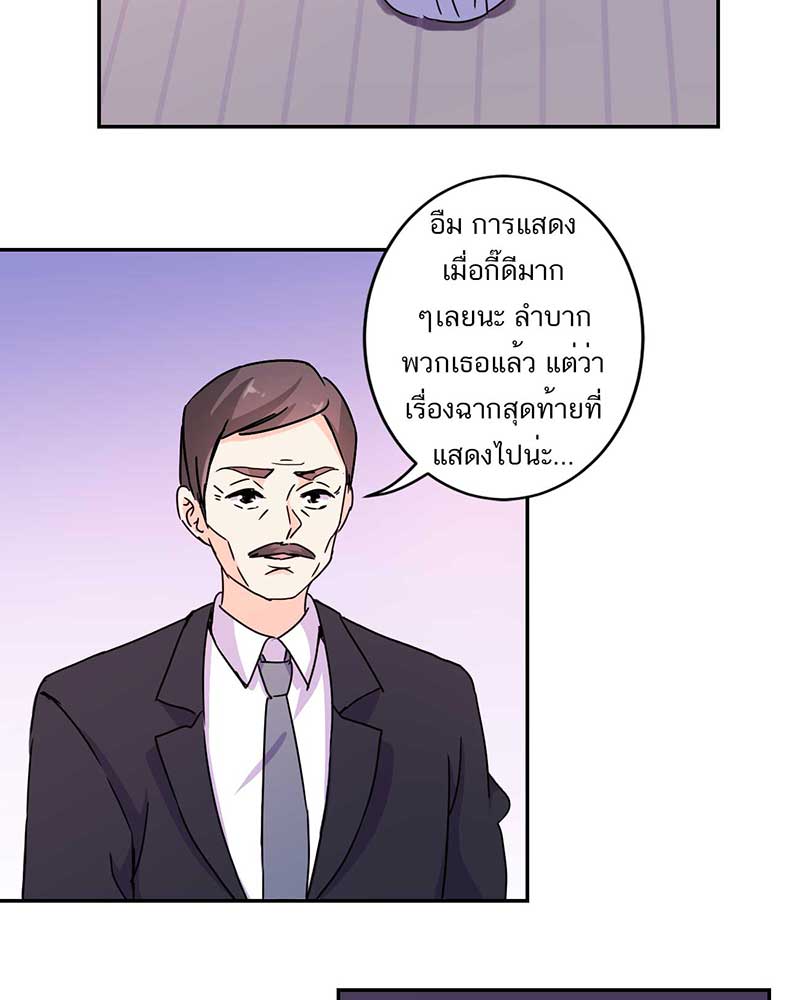 อืม การแสดง
เมื่อกี๊ดีมาก
ๆเลยนะ ลำบาก
พวกเธอแล้ว แต่ว่า
เรื่องฉากสุดท้ายที่
แสดงไปน่ะ...